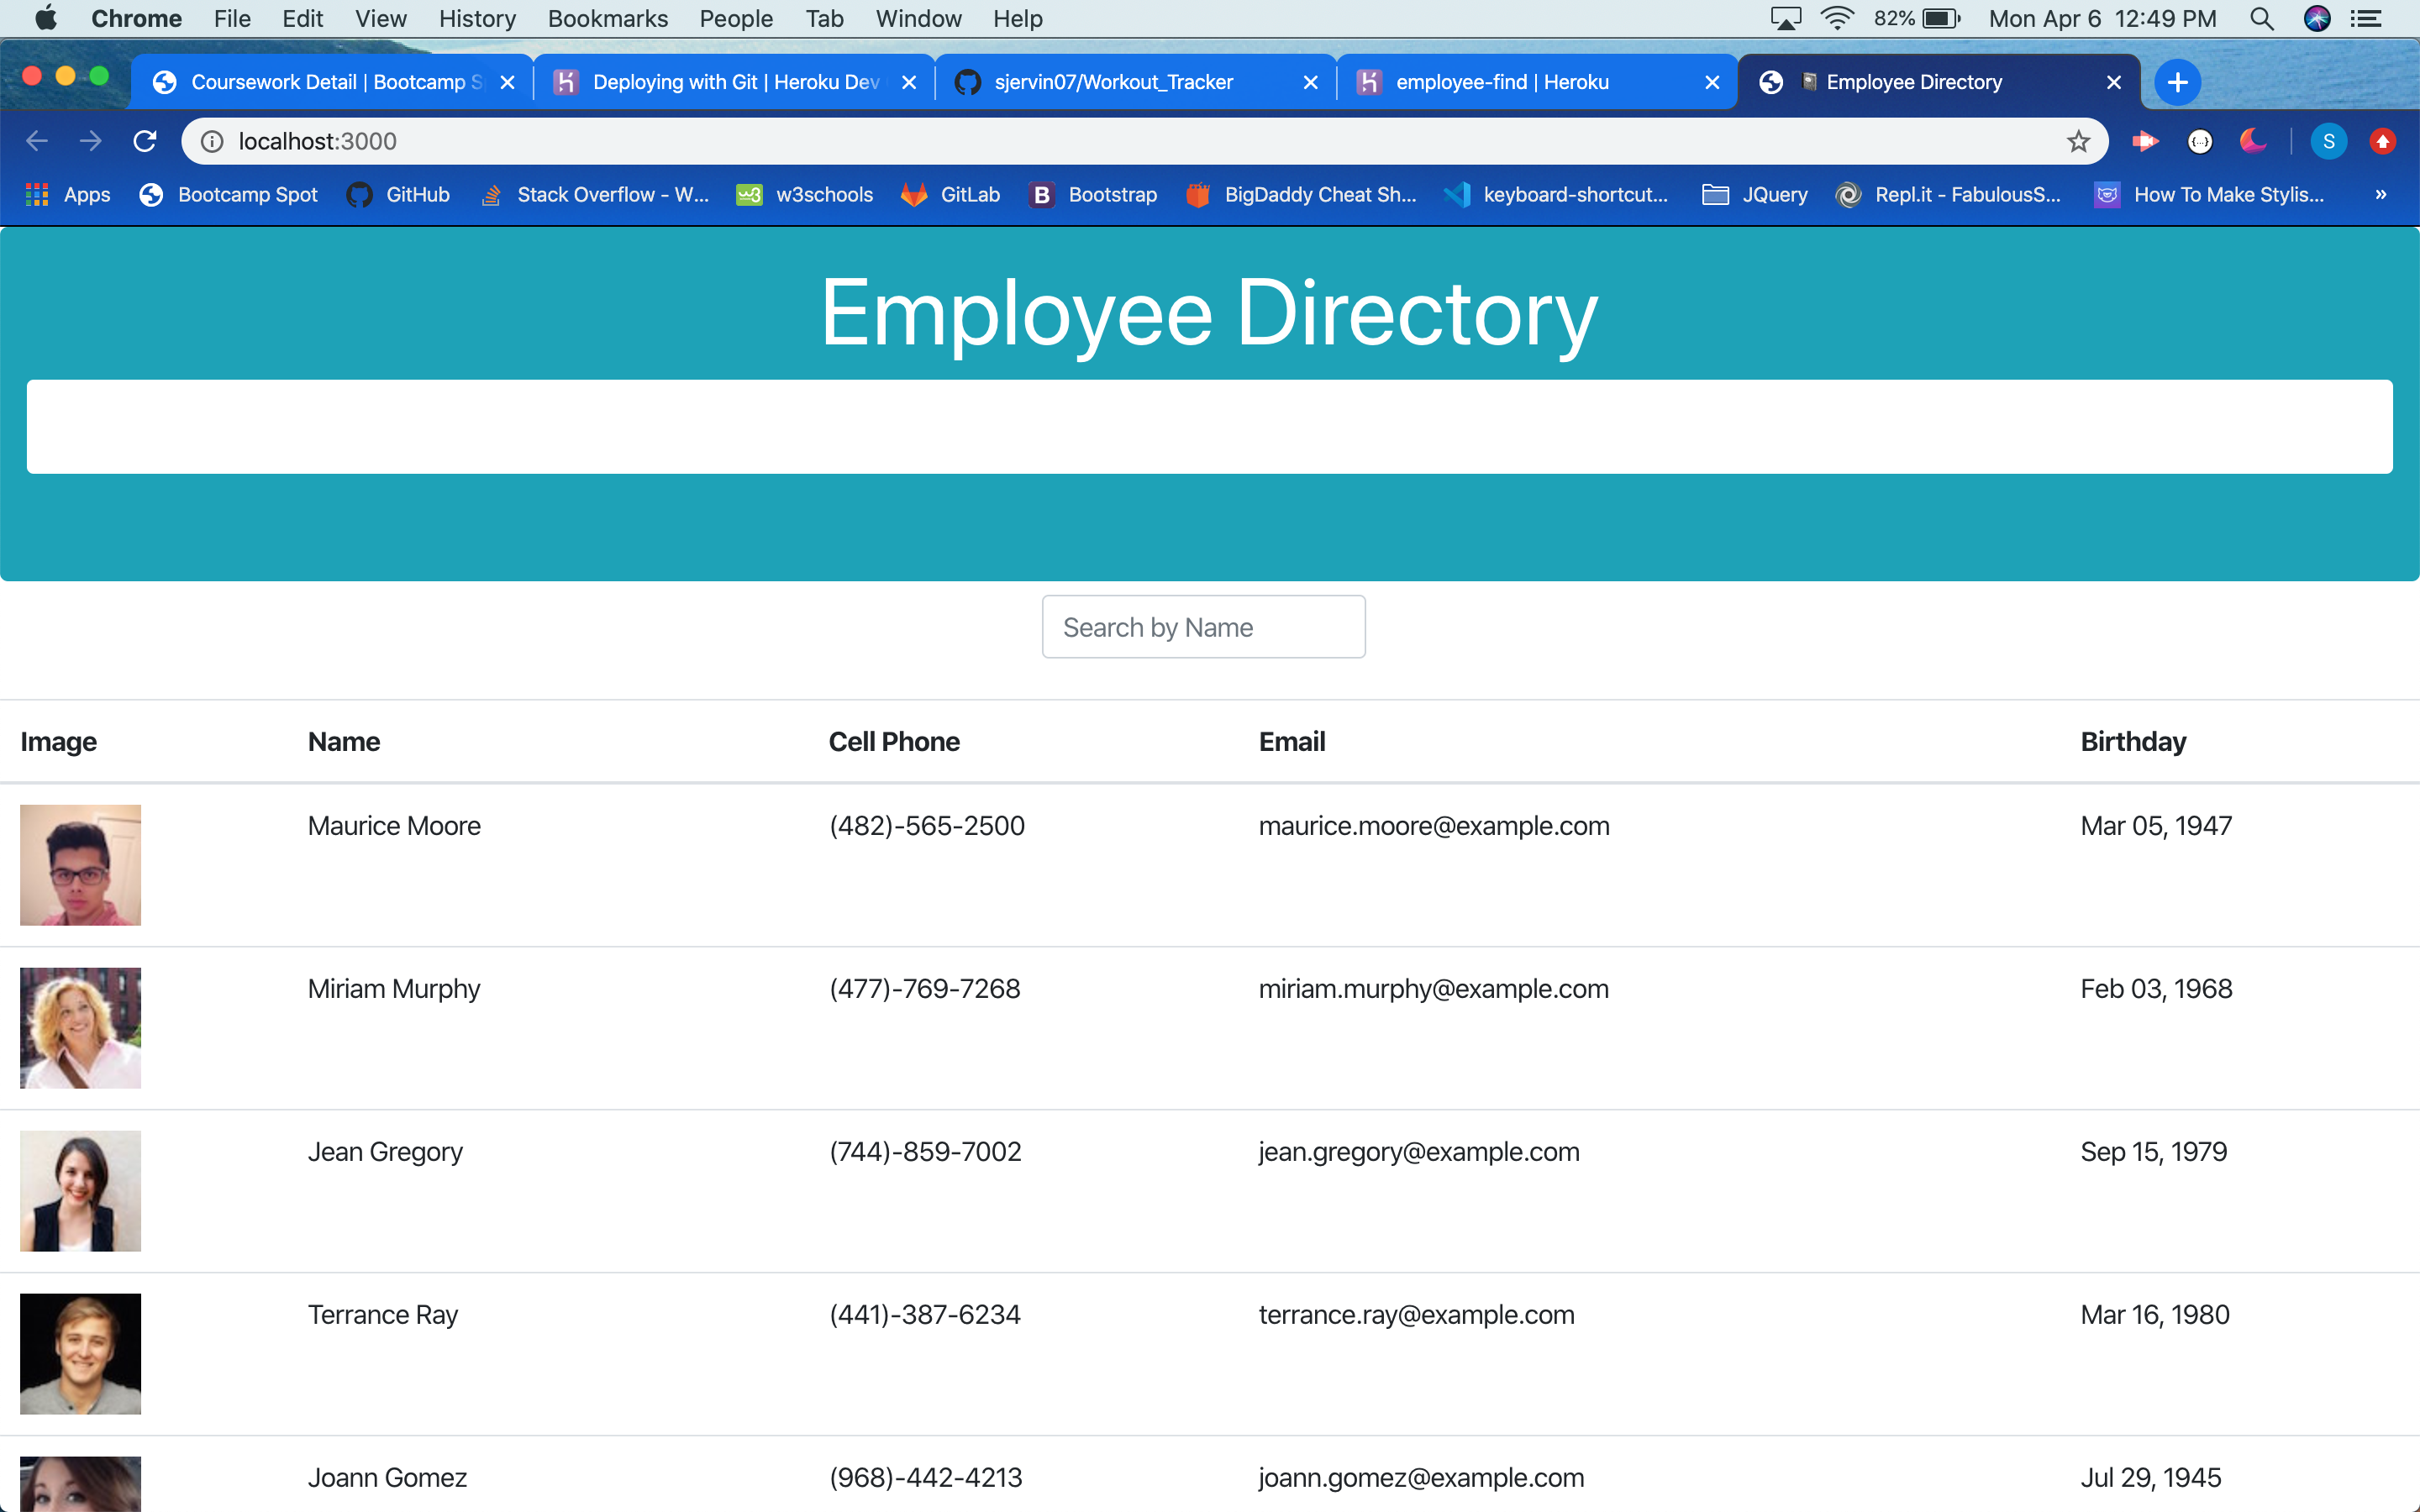 Chrome File Edit View History Bookmarks People Tab Window Help 82% Mon Apr 6 12:49 PM
Coursework Detail | Bootcamp S Deploying with Git | Heroku Dev sjervin07/Workout_Tracker employee-find | Heroku Employee Directory
localhost:3000 S
Apps Bootcamp Spot GitHub Stack Overflow - W... w3schools GitLab B Bootstrap BigDaddy Cheat Sh... keyboard-shortcut... JQuery Repl.it - FabulousS... How To Make Stylis... »
Employee Directory
Search by Name
Image Name Cell Phone Email Birthday
Maurice Moore (482)-565-2500 maurice.moore@example.com Mar 05, 1947
Miriam Murphy (477)-769-7268 miriam.murphy@example.com Feb 03, 1968
Jean Gregory (744)-859-7002 jean.gregory@example.com Sep 15, 1979
Terrance Ray (441)-387-6234 terrance.ray@example.com Mar 16, 1980
Joann Gomez (968)-442-4213 joann.gomez@example.com Jul 29, 1945